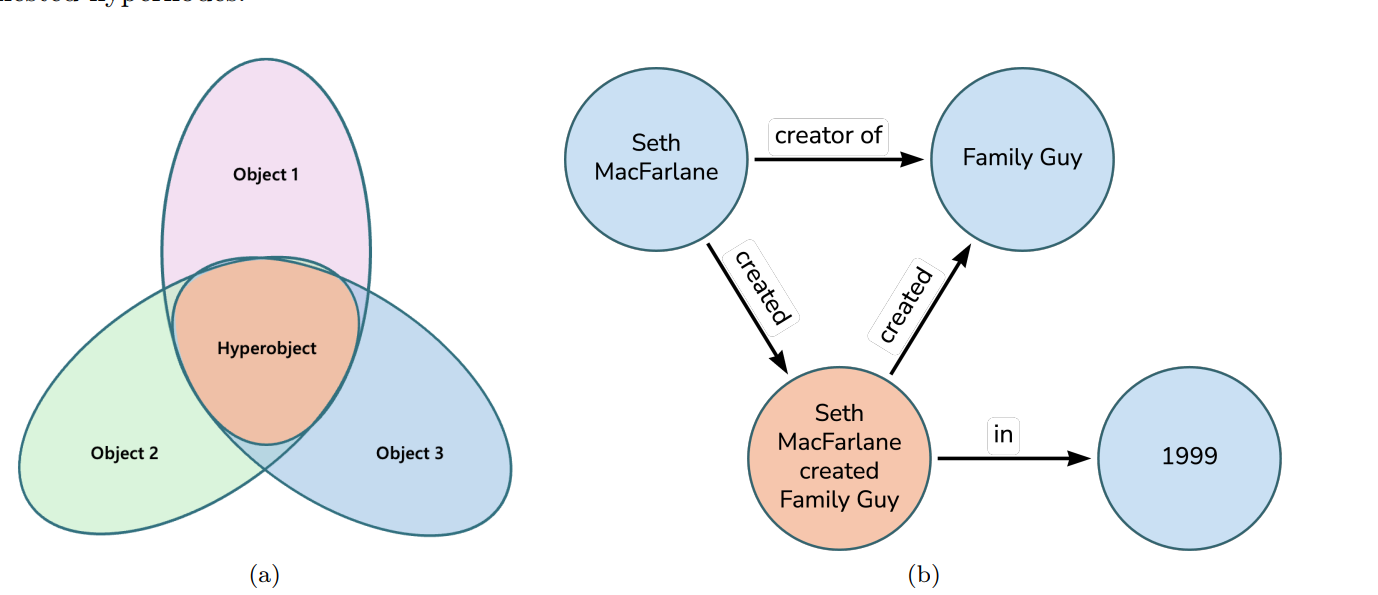 nested hypernodes.
Object 1
Hyperobject
Object 2
Object 3
(a)
Seth
MacFarlane
creator of
Family Guy
created
created
Seth
MacFarlane
created
Family Guy
in
1999
(b)